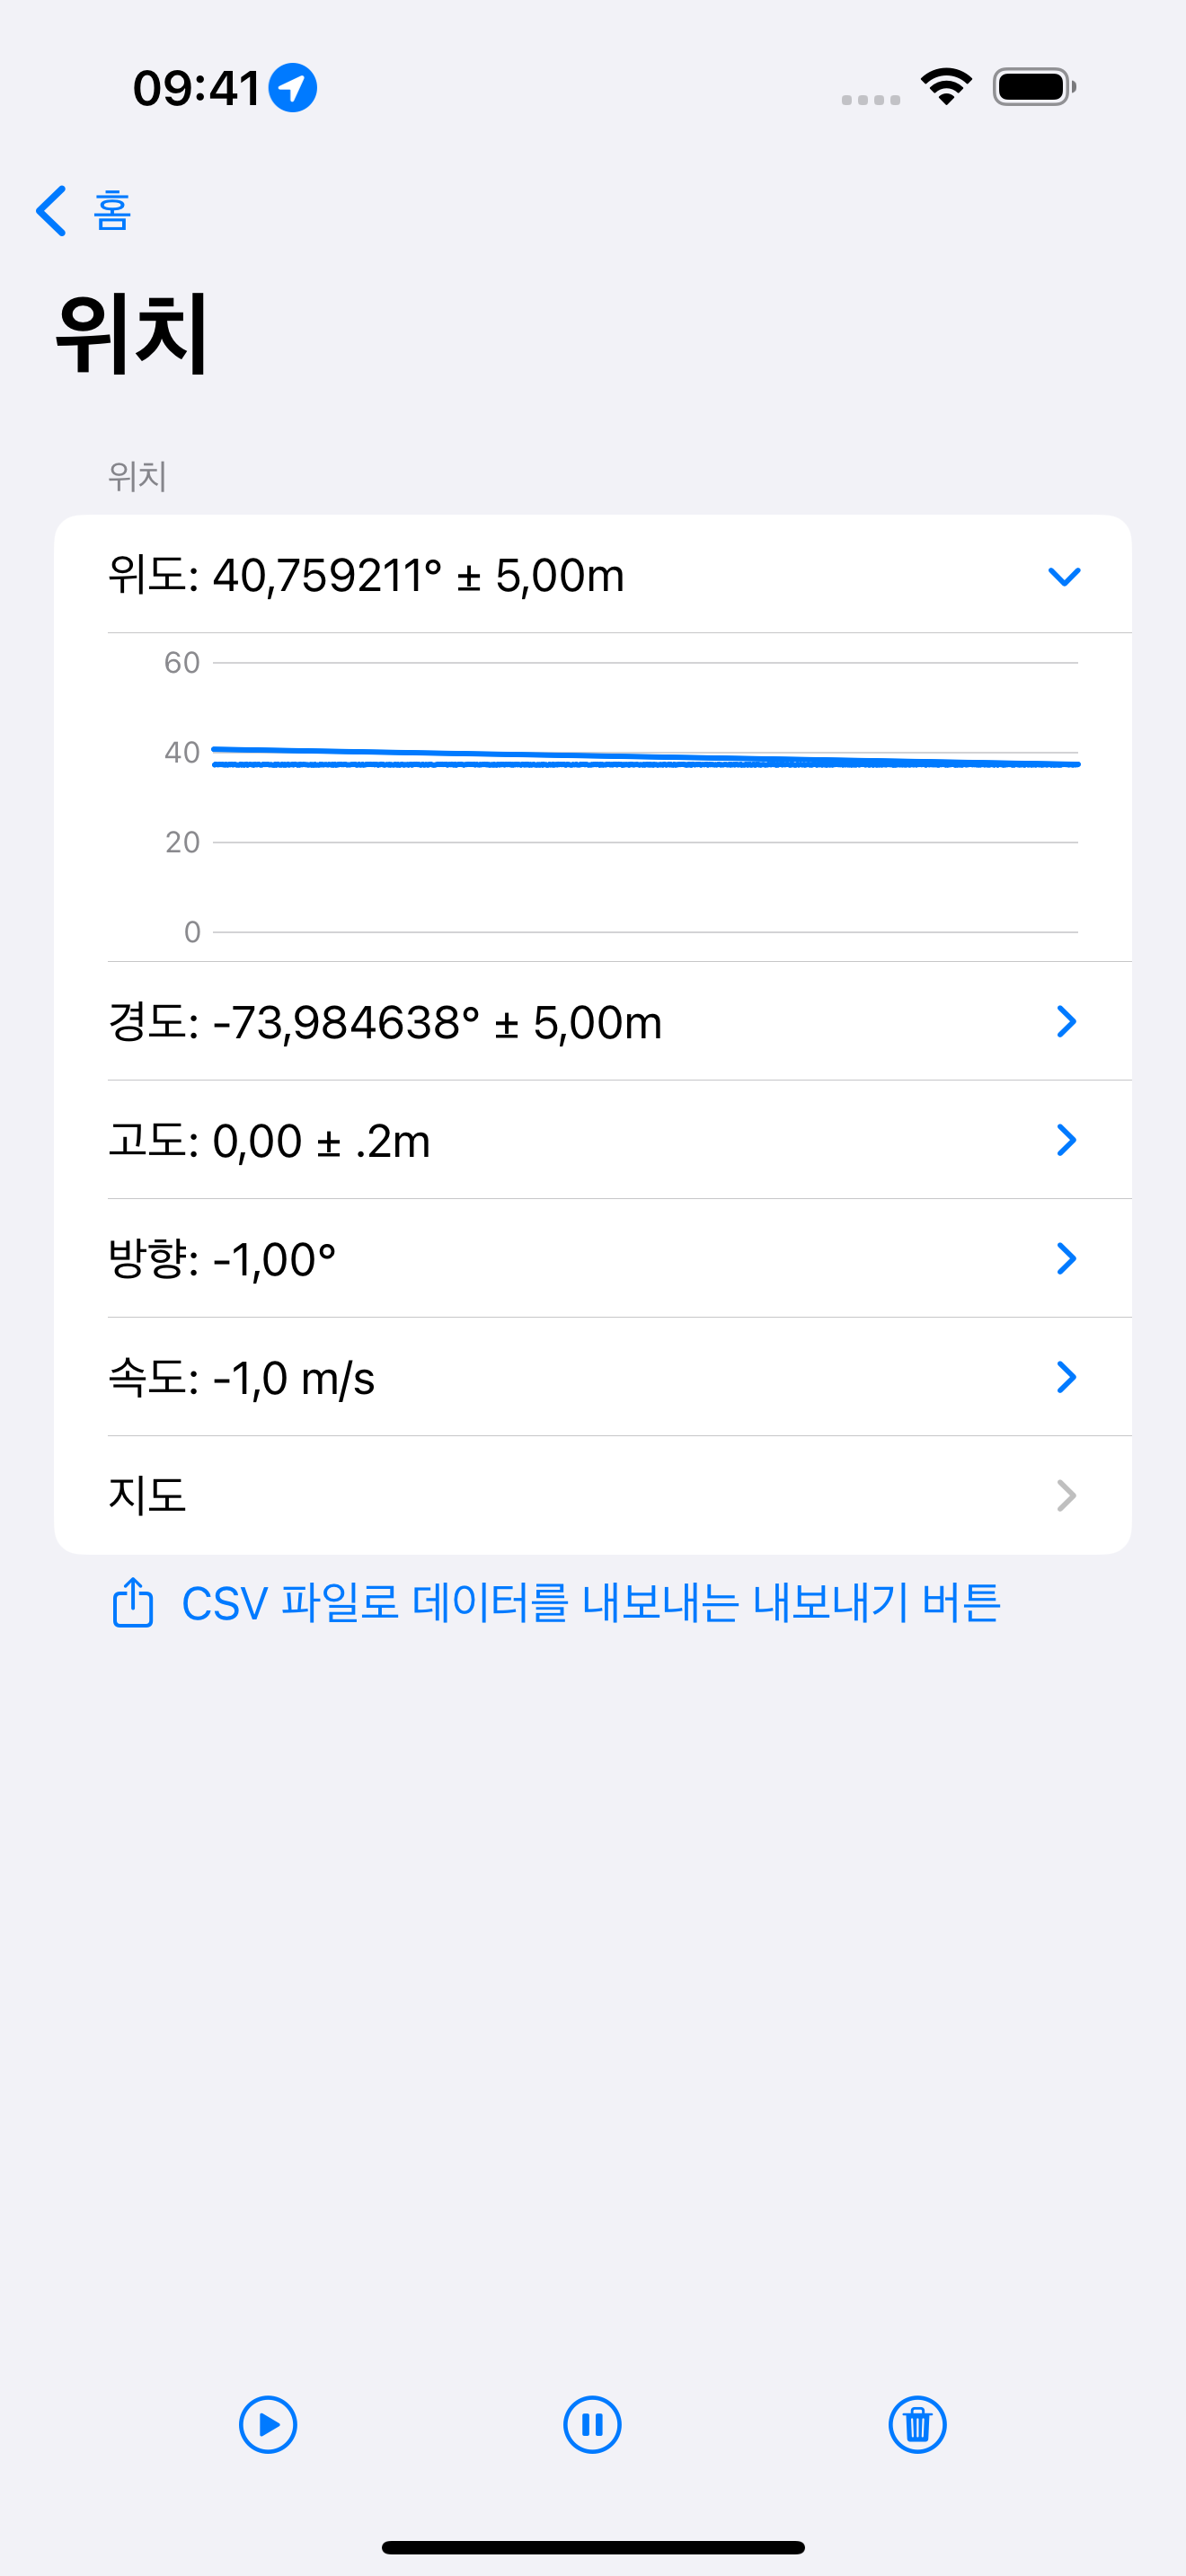 09:41
홈
위치
위치
위도: 40,759211° ± 5,00m
60
40
20
0
경도: -73,984638° ± 5,00m
고도: 0,00 ± .2m
방향: -1,00°
속도: -1,0 m/s
지도
CSV 파일로 데이터를 내보내는 내보내기 버튼